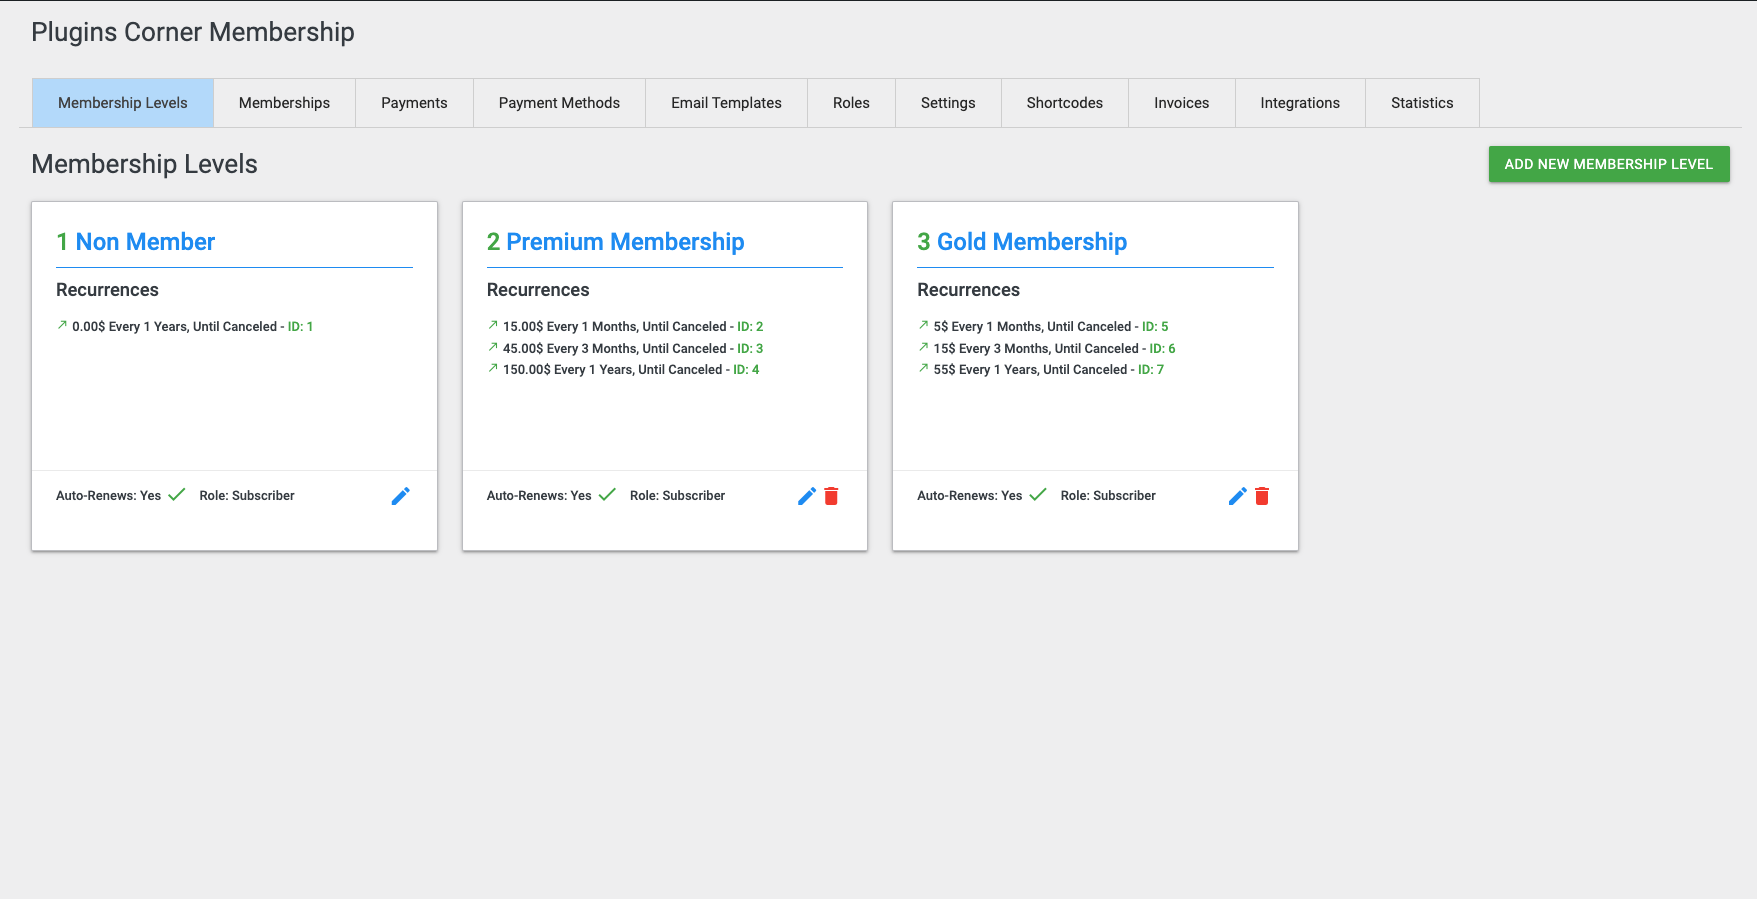 Plugins Corner Membership
Membership Levels
Memberships
Payments
Payment Methods
Email Templates
Roles
Settings
Shortcodes
Invoices
Integrations
Statistics
Membership Levels
ADD NEW MEMBERSHIP LEVEL
1 Non Member
Recurrences
0.00$ Every 1 Years, Until Canceled - ID: 1
Auto-Renews: Yes Role: Subscriber
2 Premium Membership
Recurrences
15.00$ Every 1 Months, Until Canceled - ID: 2
45.00$ Every 3 Months, Until Canceled - ID: 3
150.00$ Every 1 Years, Until Canceled - ID: 4
Auto-Renews: Yes Role: Subscriber
3 Gold Membership
Recurrences
5$ Every 1 Months, Until Canceled - ID: 5
15$ Every 3 Months, Until Canceled - ID: 6
55$ Every 1 Years, Until Canceled - ID: 7
Auto-Renews: Yes Role: Subscriber